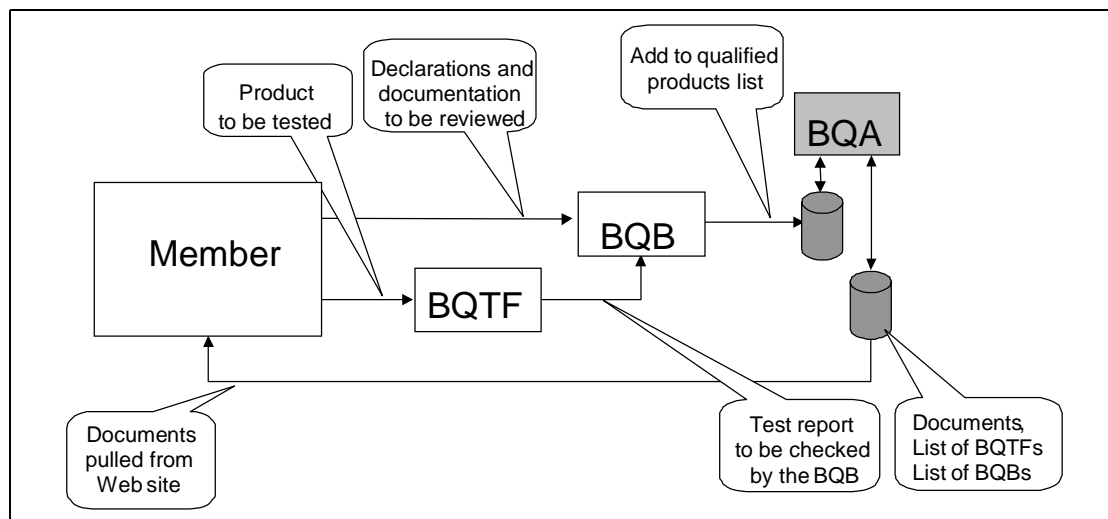 Product
to be tested
Declarations and
documentation
to be reviewed
Add to qualified
products list
BQA
Member
BQB
BQTF
Documents
pulled from
Web site
Test report
to be checked
by the BQB
Documents,
List of BQTFs
List of BQBs